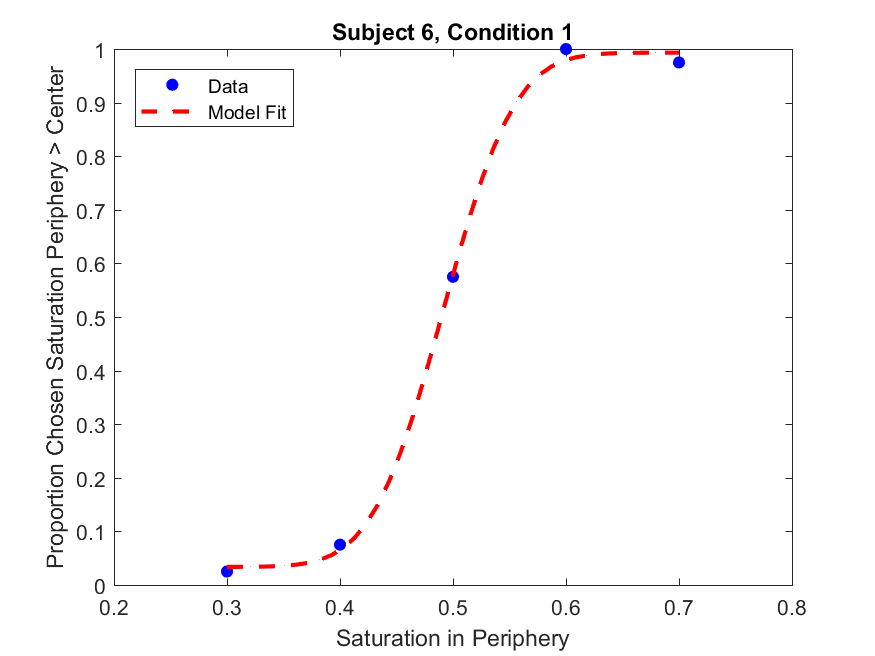 Subject 6, Condition 1
Data
Model Fit
Proportion Chosen Saturation Periphery > Center
1
0.9
0.8
0.7
0.6
0.5
0.4
0.3
0.2
0.1
0
0.2 0.3 0.4 0.5 0.6 0.7 0.8
Saturation in Periphery